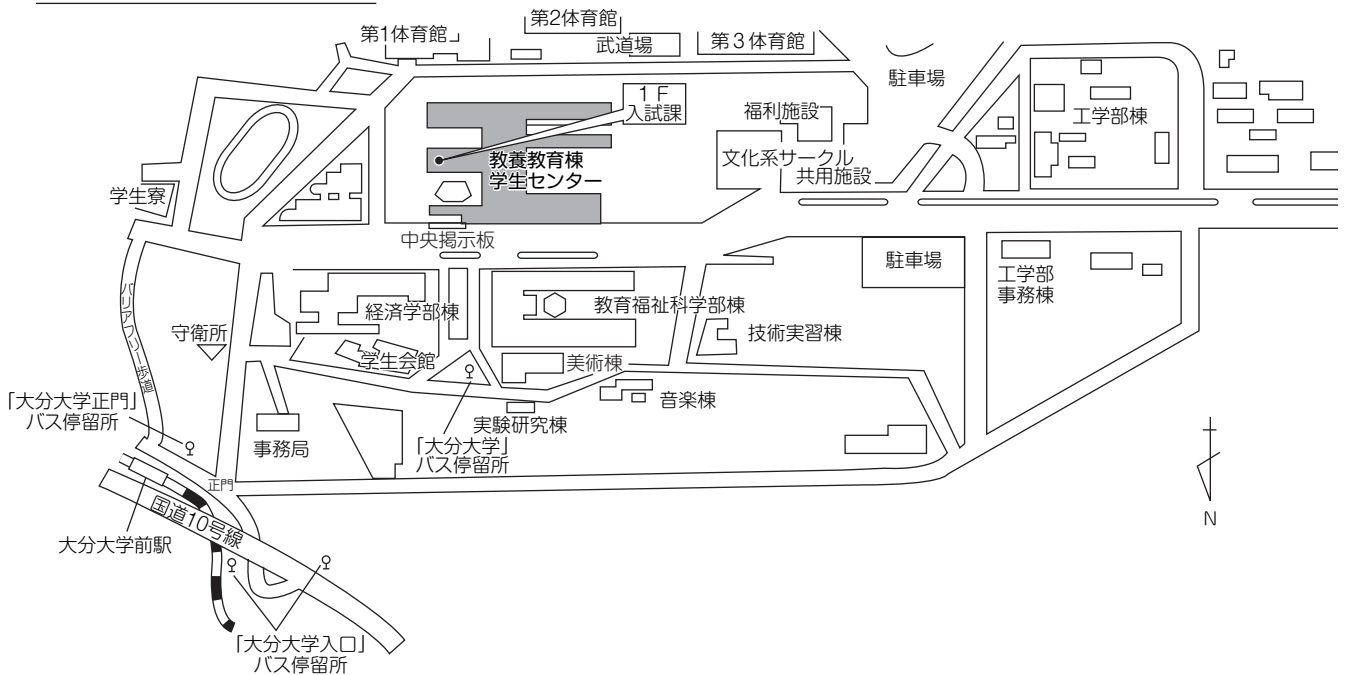 第1体育館
第2体育館
武道場
第3体育館
駐車場
1F
入試課
福利施設
工学部棟
文化系サークル
共用施設
教養教育棟
学生センター
学生寮
中央掲示板
駐車場
工学部
事務棟
バリアフリー歩道
守衛所
経済学部棟
教育福祉科学部棟
技術実習棟
学生会館
美術棟
音楽棟
「大分大学正門」
バス停留所
事務局
「大分大学」
バス停留所
実験研究棟
正門
国道10号線
大分大学前駅
N
「大分大学入口」
バス停留所